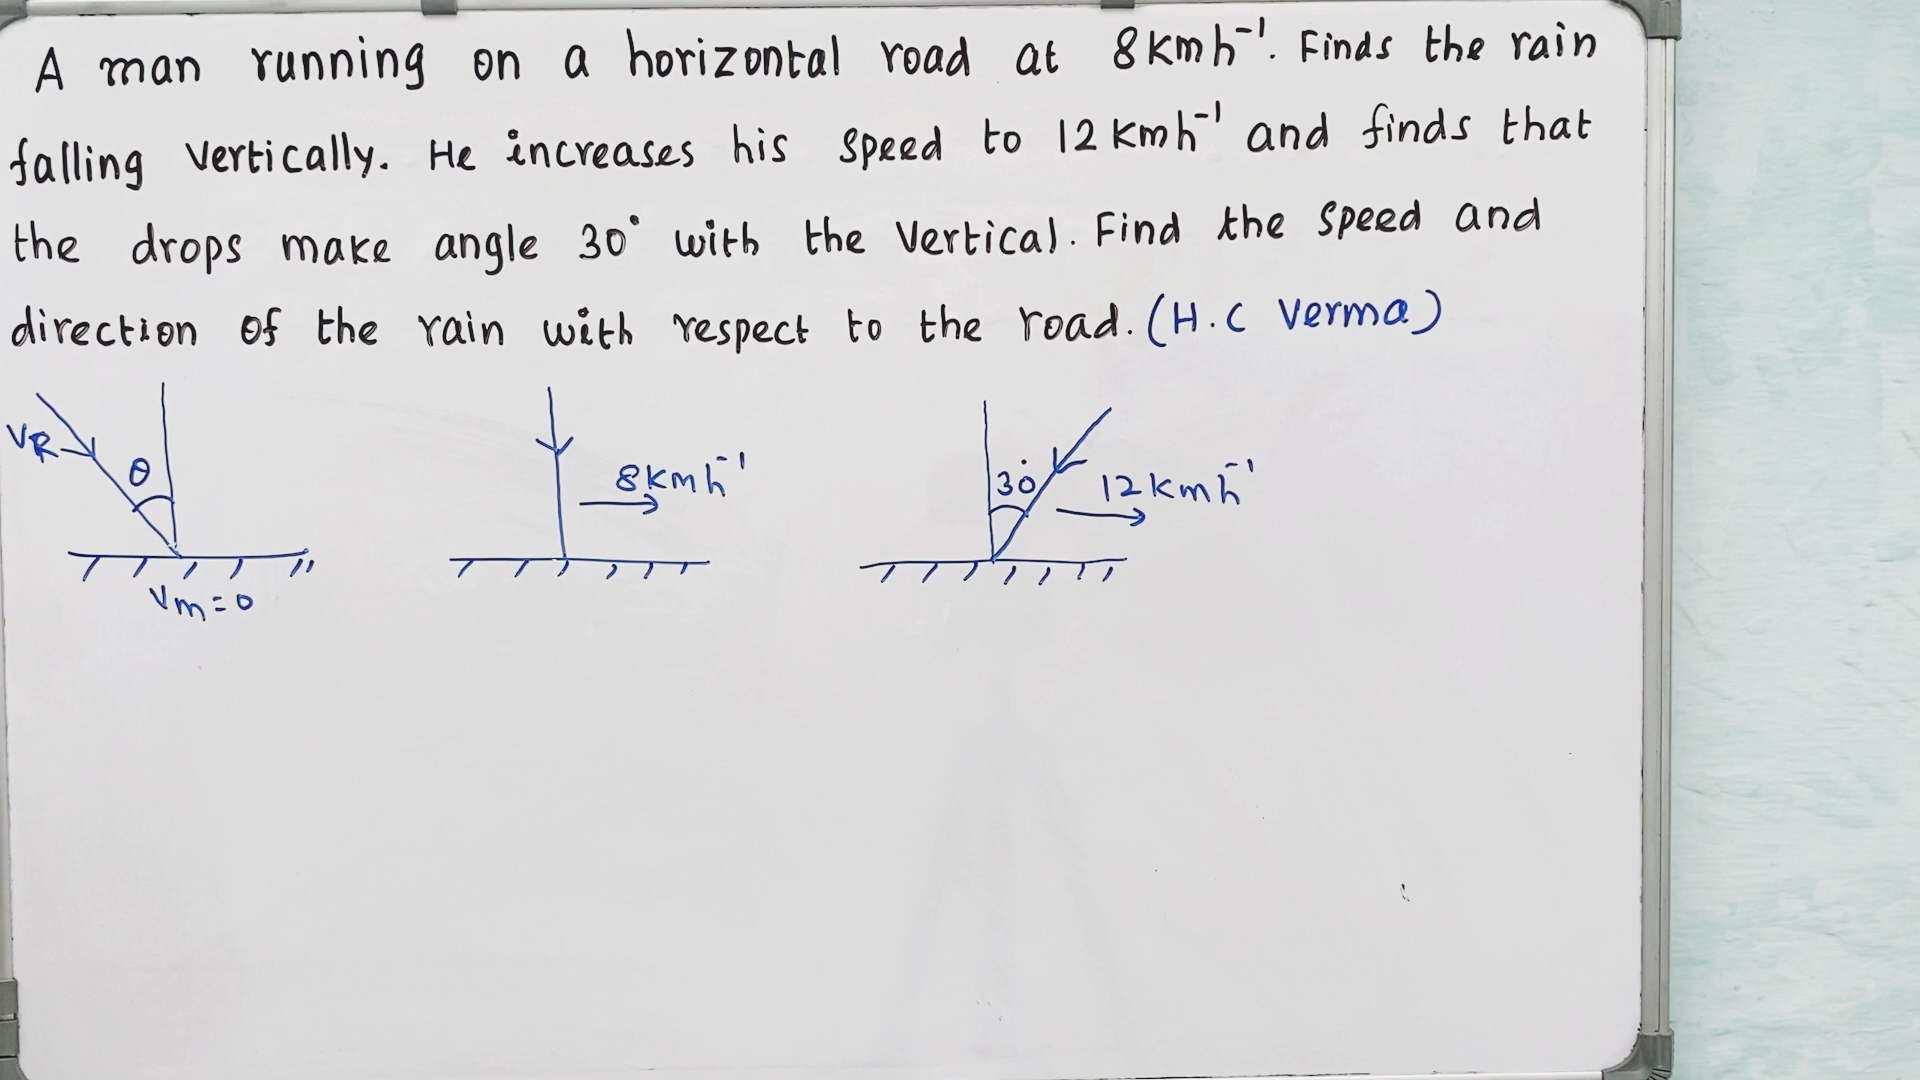 A man running on a horizontal road at 8 Kmh⁻¹. Finds the rain
falling vertically. He increases his speed to 12 Kmh⁻¹ and finds that
the drops make angle 30° with the vertical. Find the speed and
direction of the rain with respect to the road. (H.C Verma)
VR
θ
8Kmh⁻¹
30°
12Kmh⁻¹
Vm=0